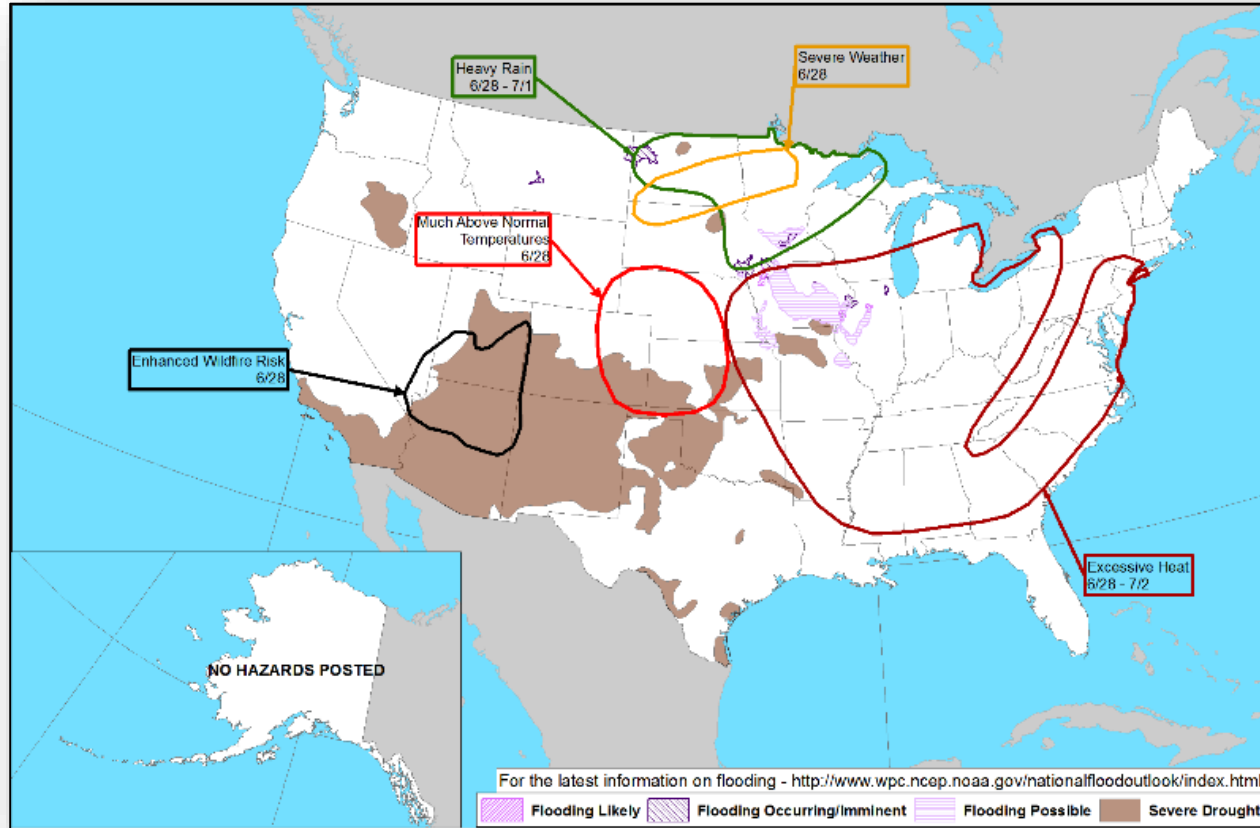 Severe Weather
6/28
Heavy Rain
6/28 - 7/1
Much Above Normal
Temperatures
6/28
Enhanced Wildfire Risk
6/28
Excessive Heat
6/28 - 7/2
NO HAZARDS POSTED
For the latest information on flooding - http://www.wpc.ncep.noaa.gov/nationalfloodoutlook/index.html
Flooding Likely Flooding Occurring/Imminent Flooding Possible Severe Drought